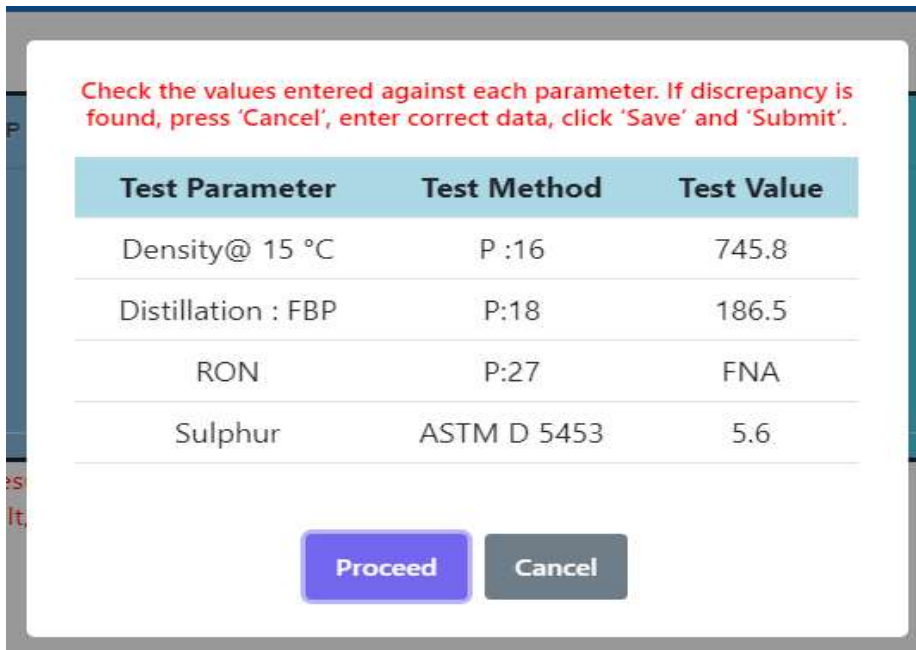 Check the values entered against each parameter. If discrepancy is
found, press ‘Cancel’, enter correct data, click ‘Save’ and ‘Submit’.
Test Parameter Test Method Test Value
Density@ 15 °C P :16 745.8
Distillation : FBP P:18 186.5
RON P:27 FNA
Sulphur ASTM D 5453 5.6
Proceed Cancel